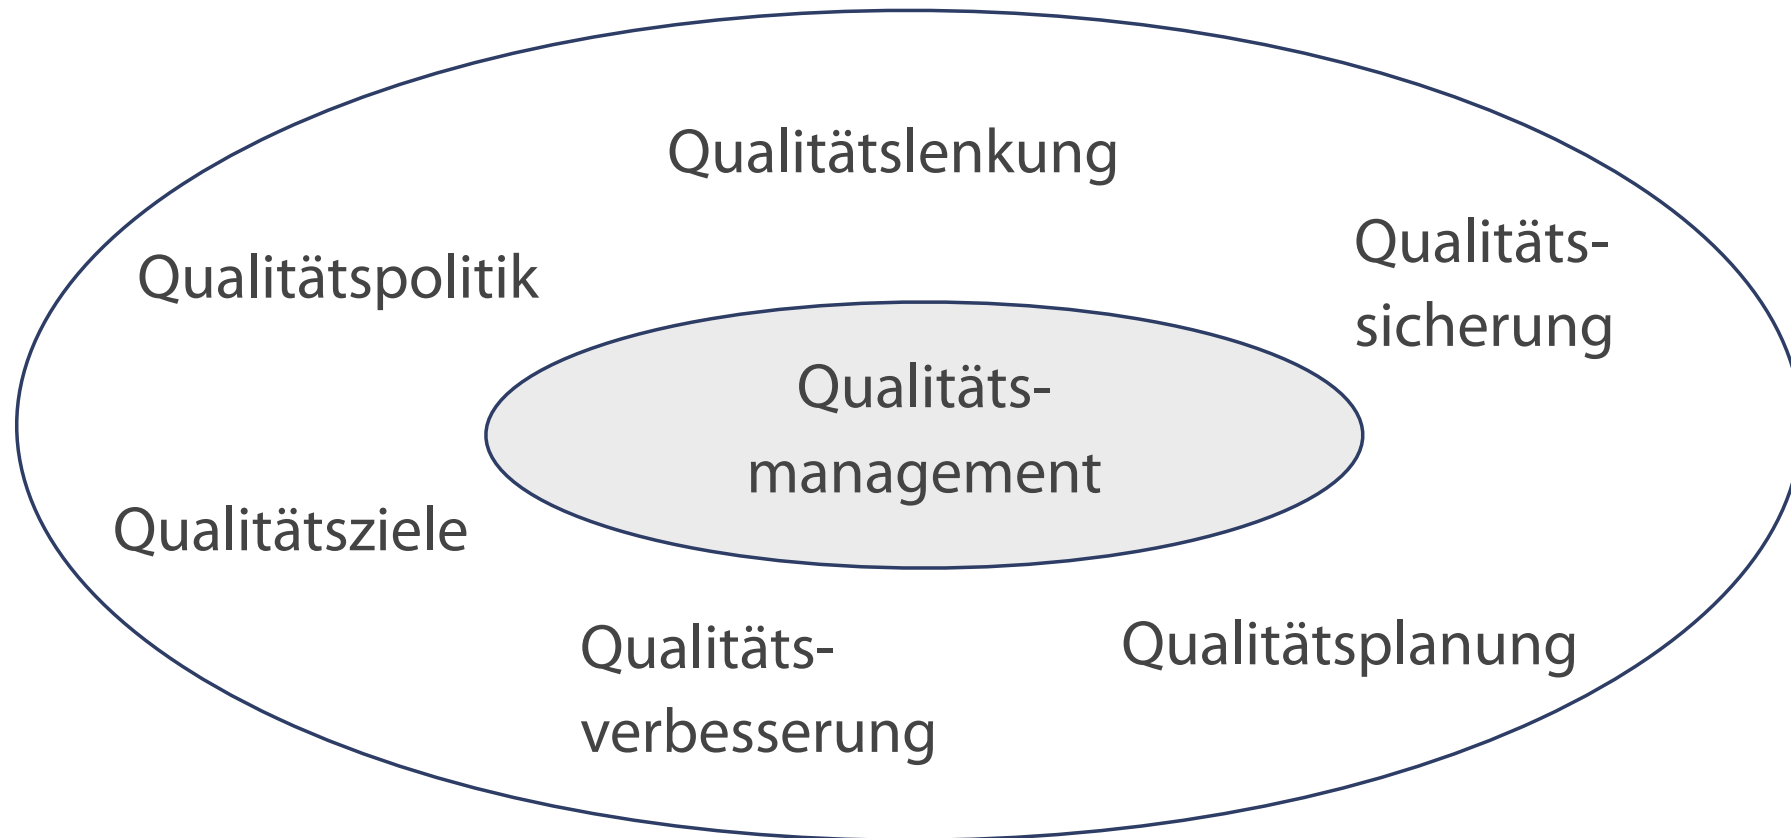 Qualitätslenkung
Qualitäts-
sicherung
Qualitätspolitik
Qualitäts-
management
Qualitätsziele
Qualitäts-
verbesserung
Qualitätsplanung